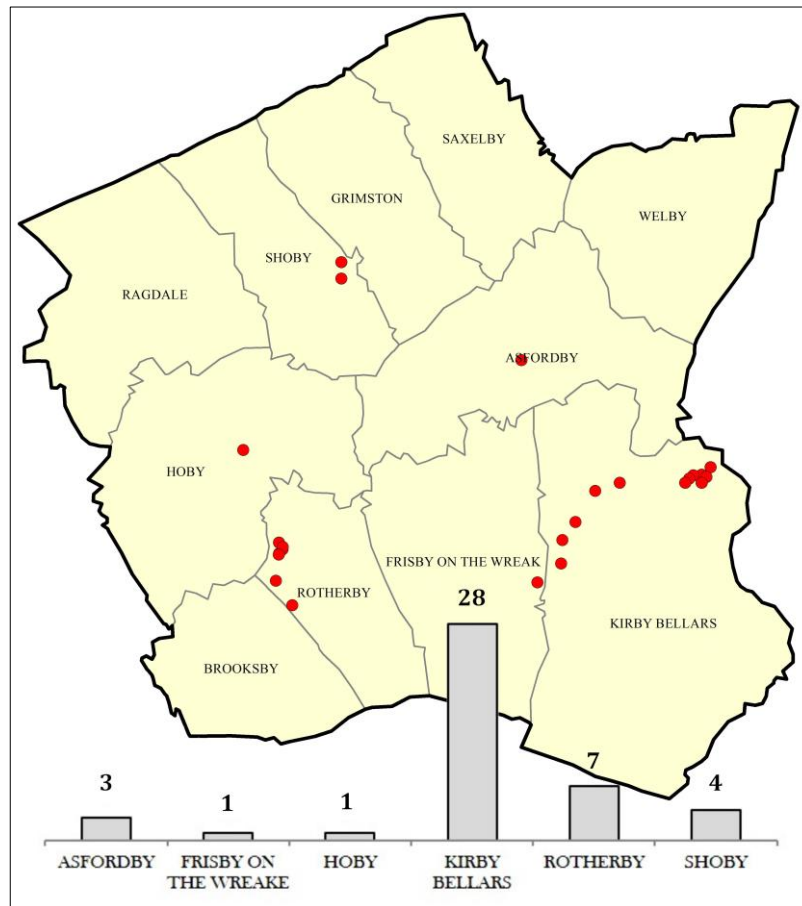 SAXELBY
GRIMSTON
WELBY
SHOBY
RAGDALE
ASFORDBY
HOBY
FRISBY ON THE WREAK
ROTHERBY
KIRBY BELLARS
BROOKSBY
28
7
3
1
1
4
ASFORDBY
FRISBY ON
THE WREAKE
HOBY
KIRBY
BELLARS
ROTHERBY
SHOBY